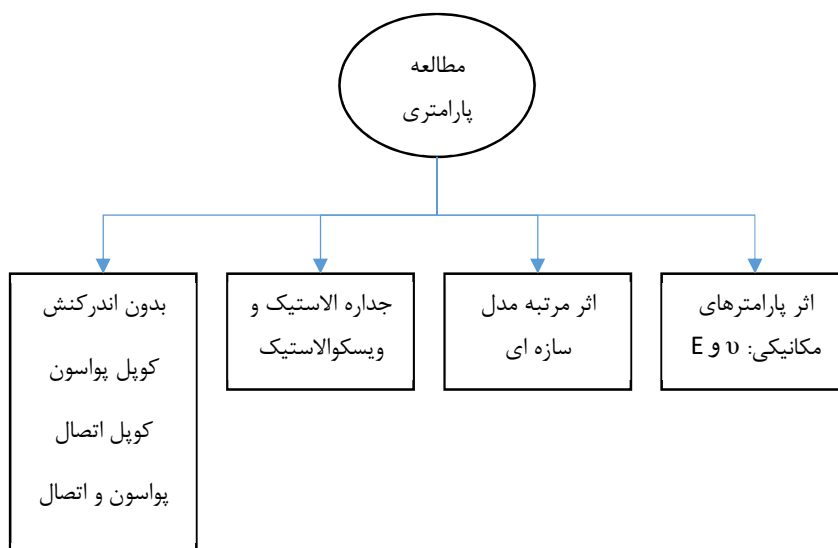 مطالعه
پارامتری
اثر پارامترهای
مکانیکی: υ و E
اثر مرتبه مدل
سازه ای
جداره الاستیک و
ویسکوالاستیک
بدون اندرکنش
کوپل پواسون
کوپل اتصال
پواسون و اتصال